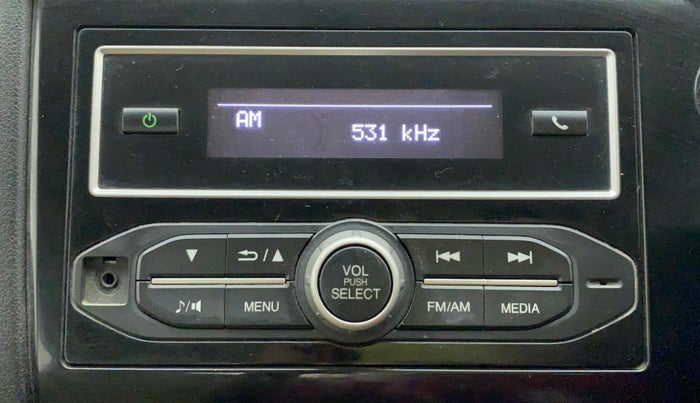 AM
531 kHz
VOL
PUSH
SELECT
MENU
FM/AM
MEDIA